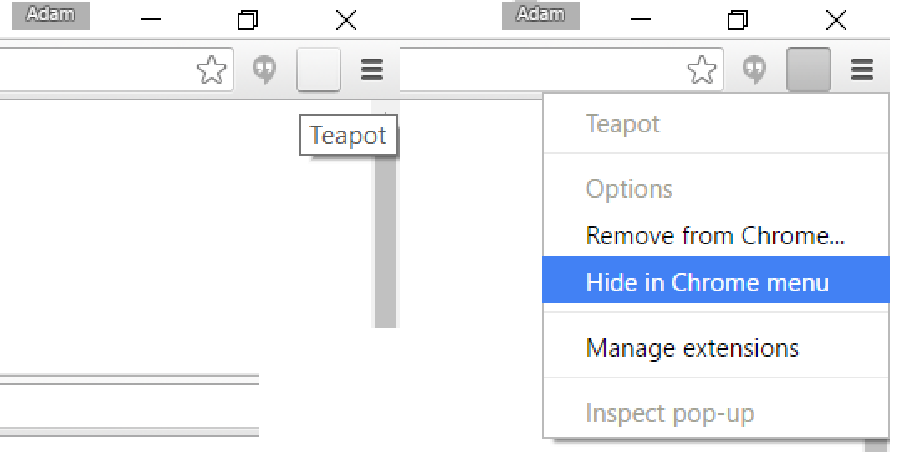 Adam
Teapot
Adam
Teapot
Options
Remove from Chrome...
Hide in Chrome menu
Manage extensions
Inspect pop-up